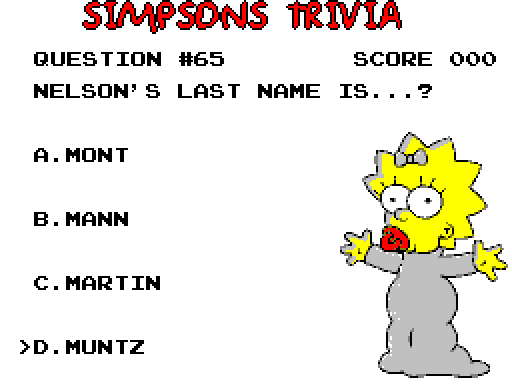 SIMPSONS TRIVIA
QUESTION #65 SCORE 000
NELSON'S LAST NAME IS...?
A.MONT
B.MANN
C.MARTIN
>D.MUNTZ